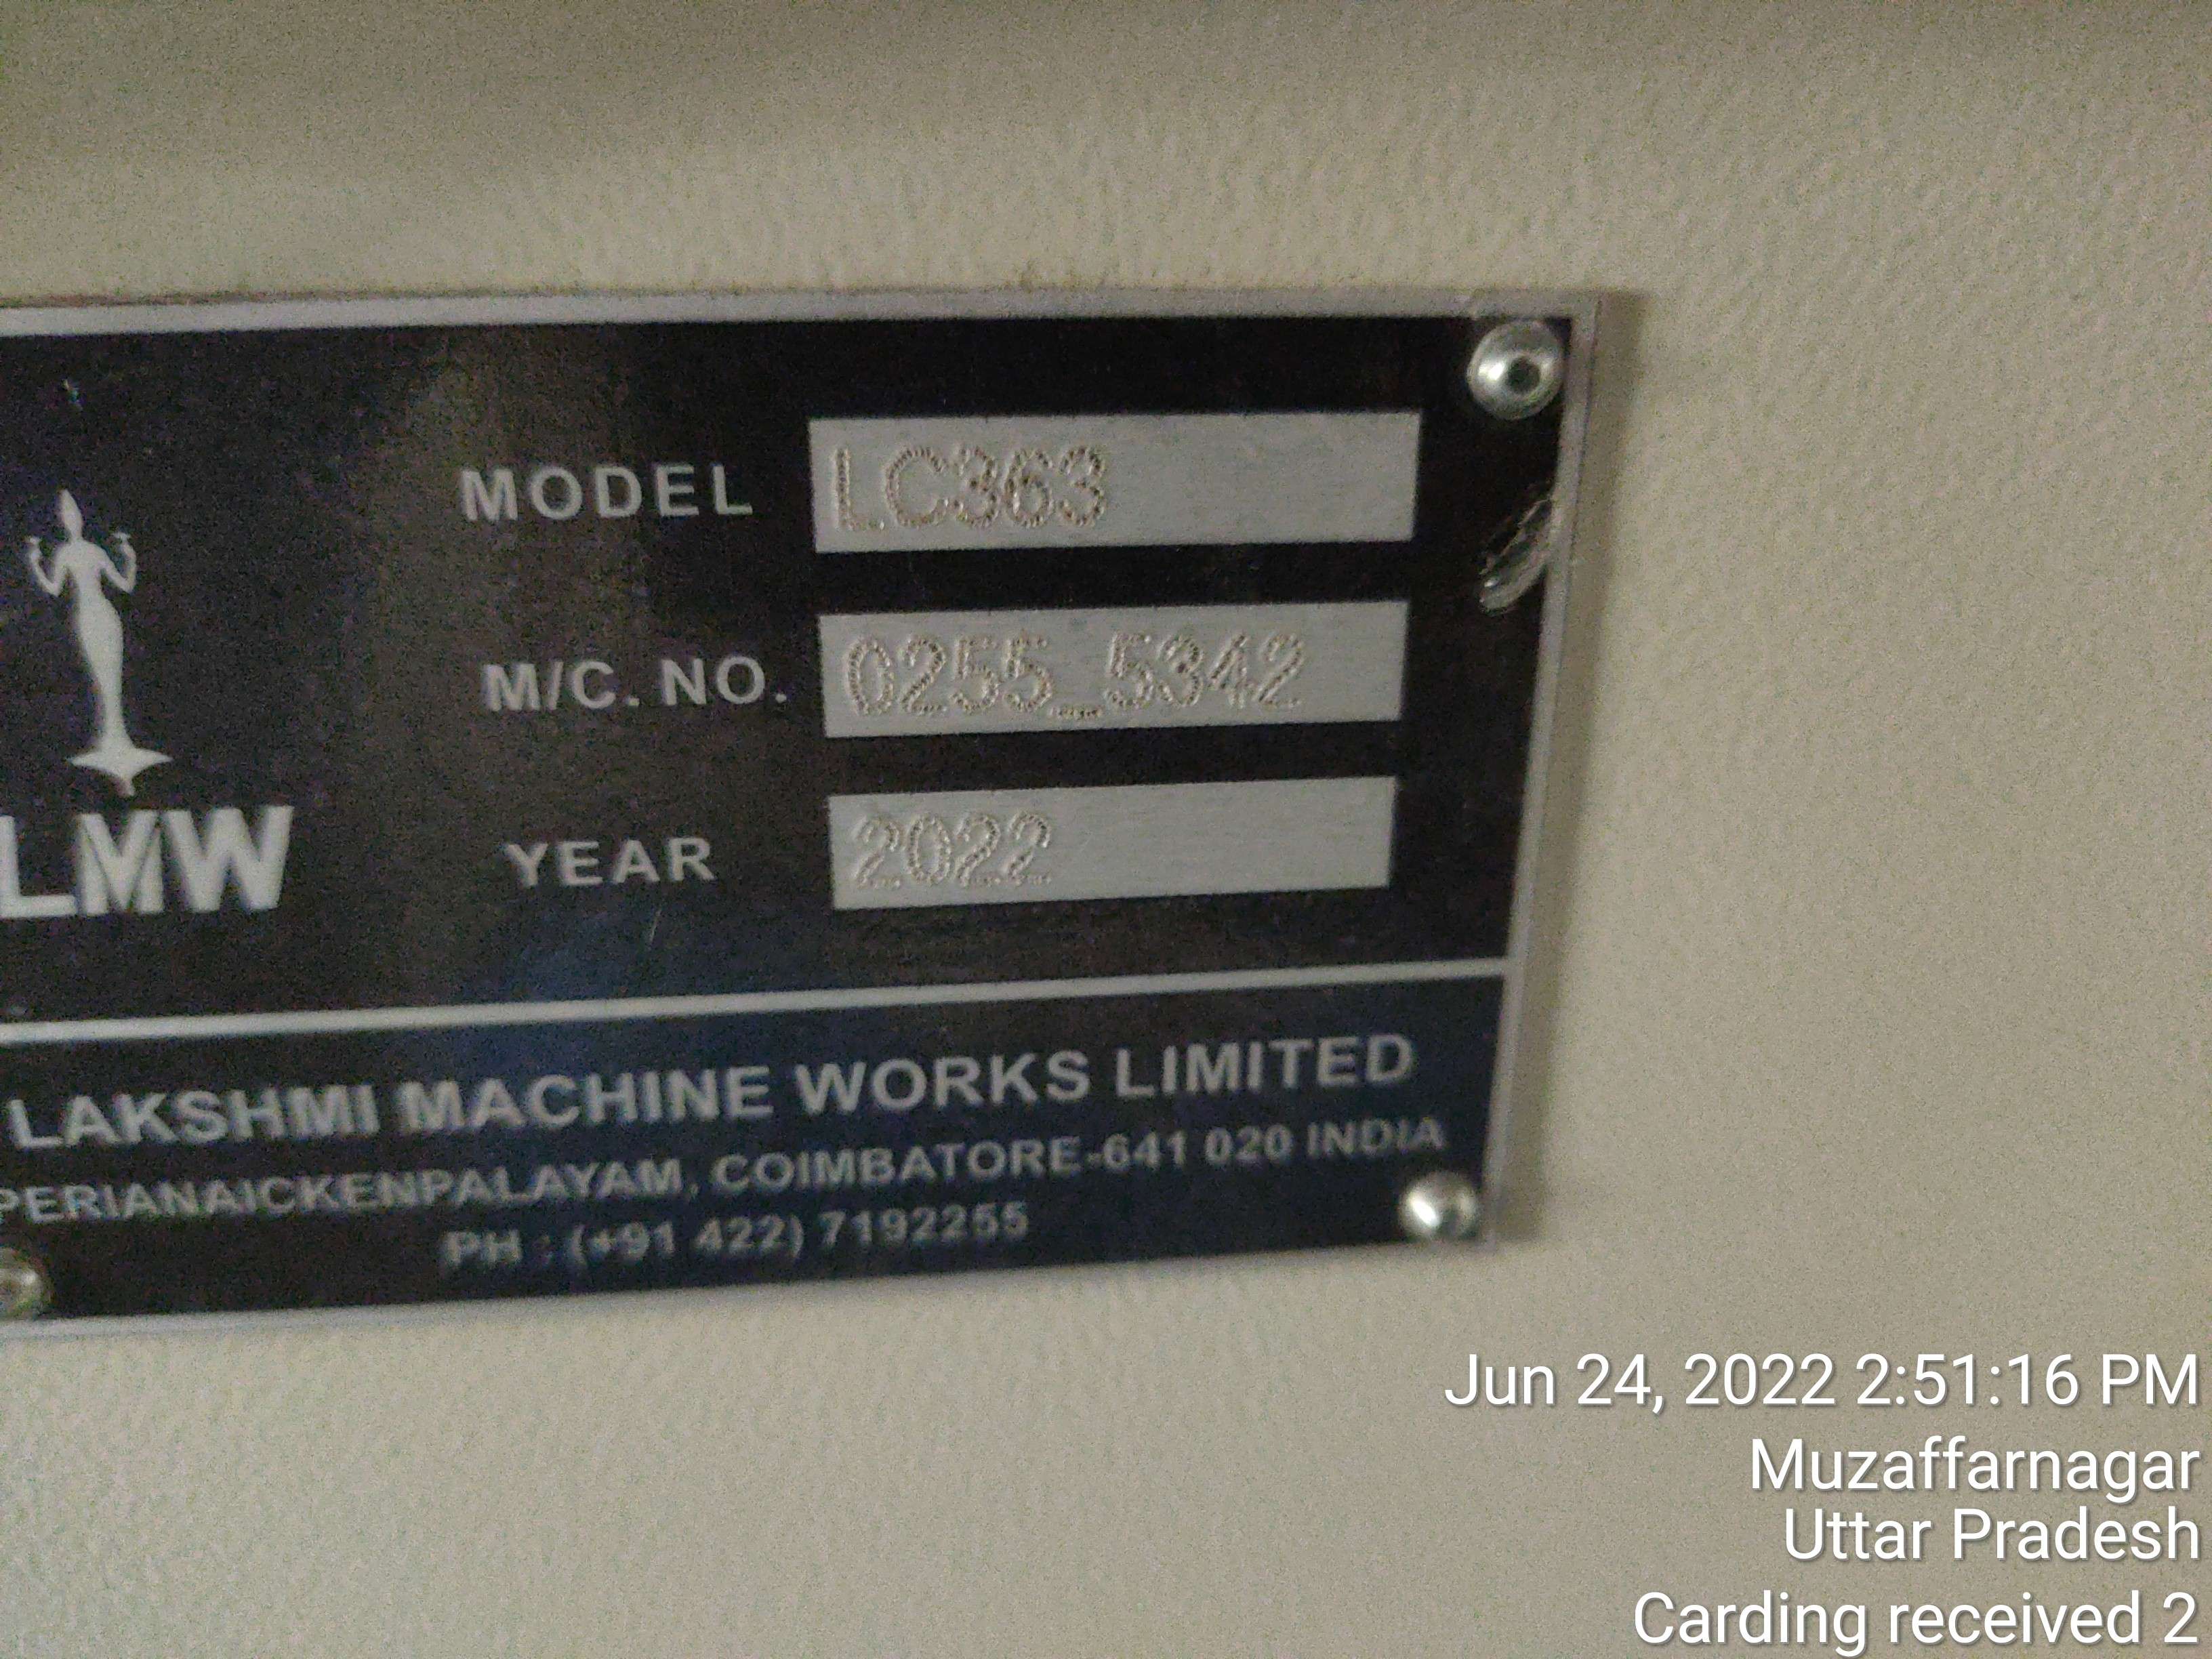 LMW
MODEL LC363
M/C. NO. 0255_5342
YEAR 2022
LAKSHMI MACHINE WORKS LIMITED
PERIANAICKENPALAYAM, COIMBATORE-641 020 INDIA
PH : (+91 422) 7192255
Jun 24, 2022 2:51:16 PM
Muzaffarnagar
Uttar Pradesh
Carding received 2